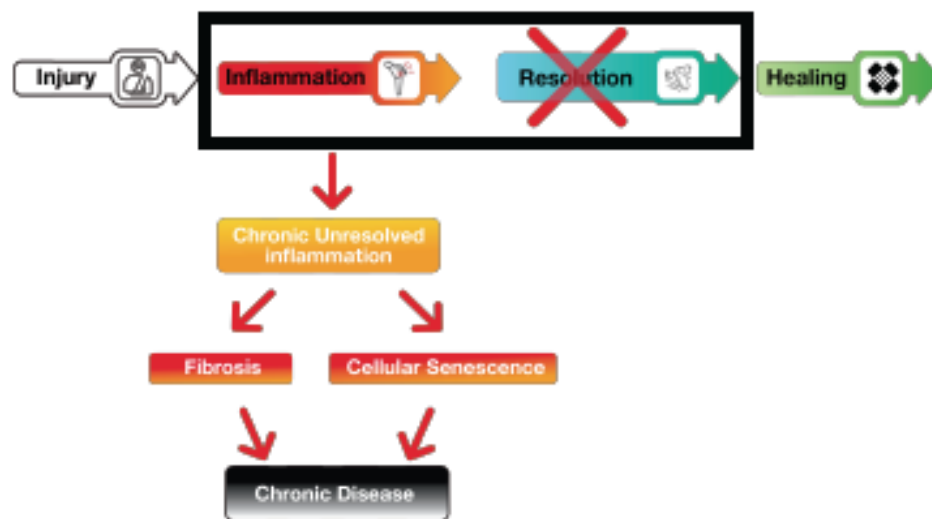 Injury
Inflammation
Resolution
Healing
Chronic Unresolved
inflammation
Fibrosis
Cellular Senescence
Chronic Disease